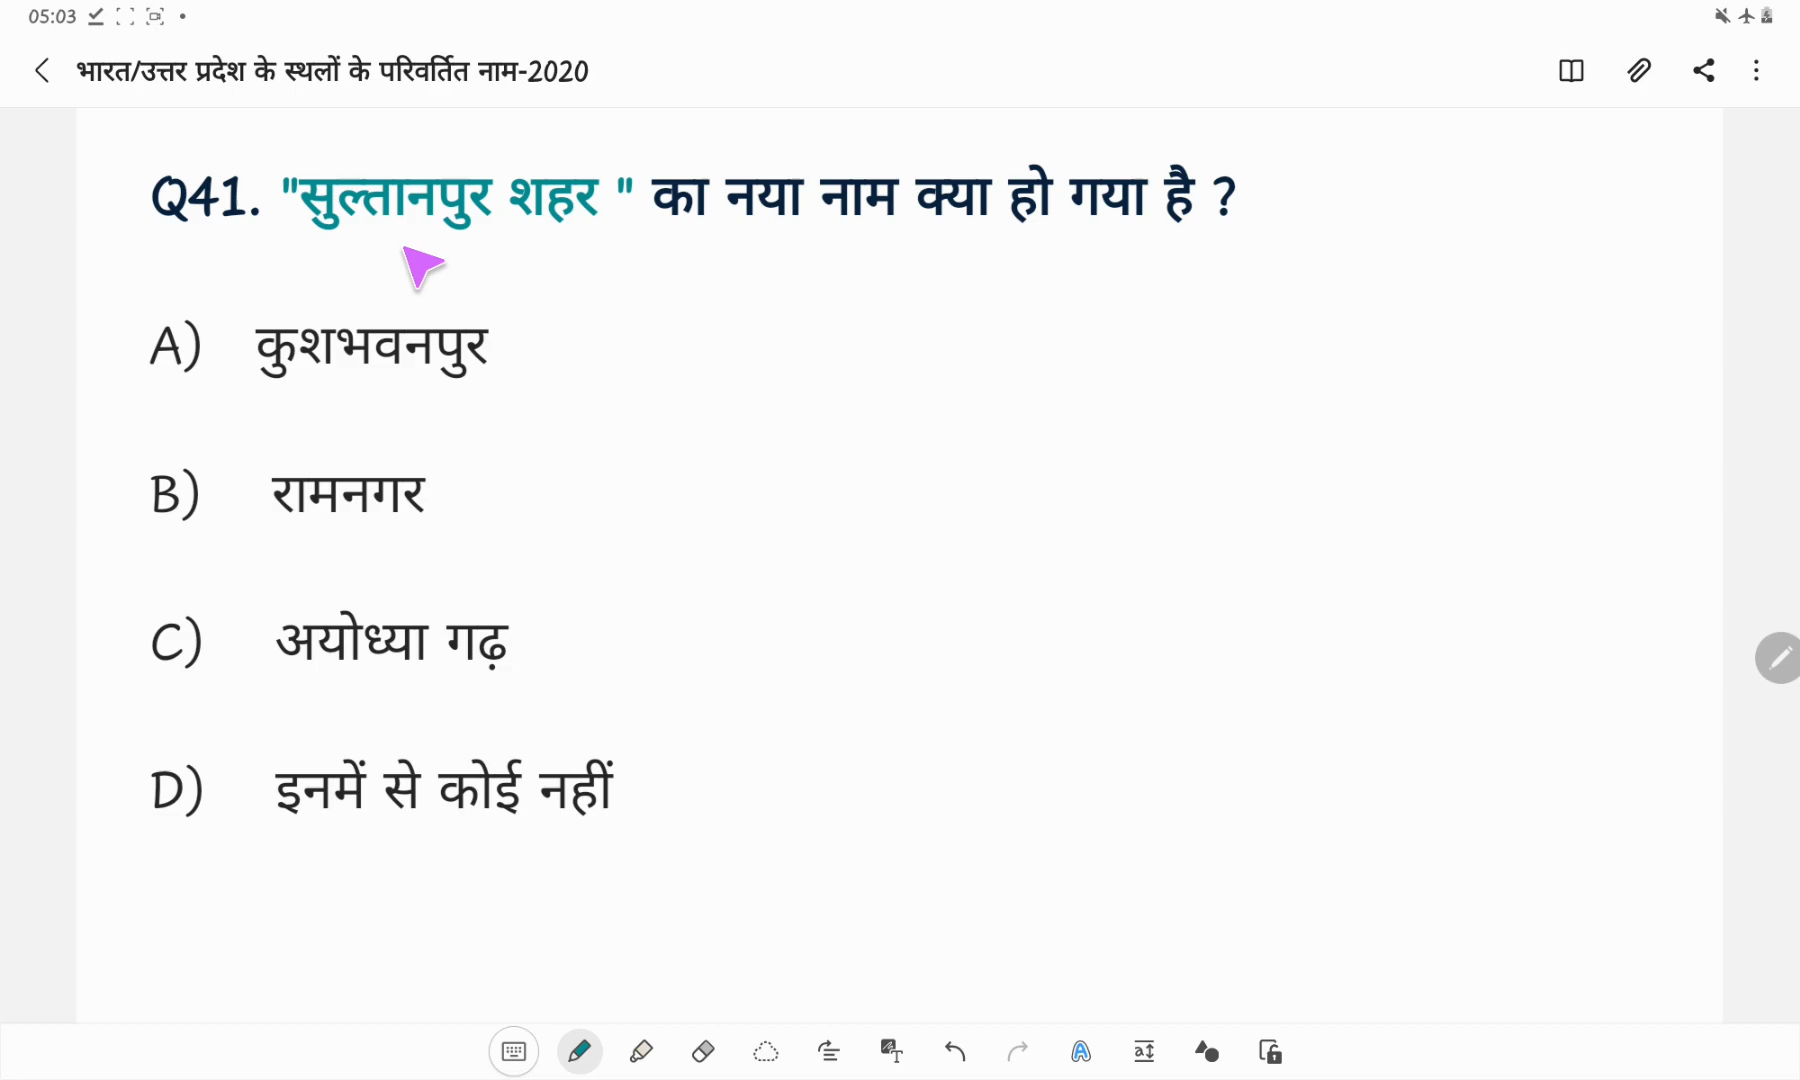 05:03
भारत/उत्तर प्रदेश के स्थलों के परिवर्तित नाम-2020
Q41. "सुल्तानपुर शहर " का नया नाम क्या हो गया है ?
A) कुशभवनपुर
B) रामनगर
C) अयोध्या गढ़
D) इनमें से कोई नहीं